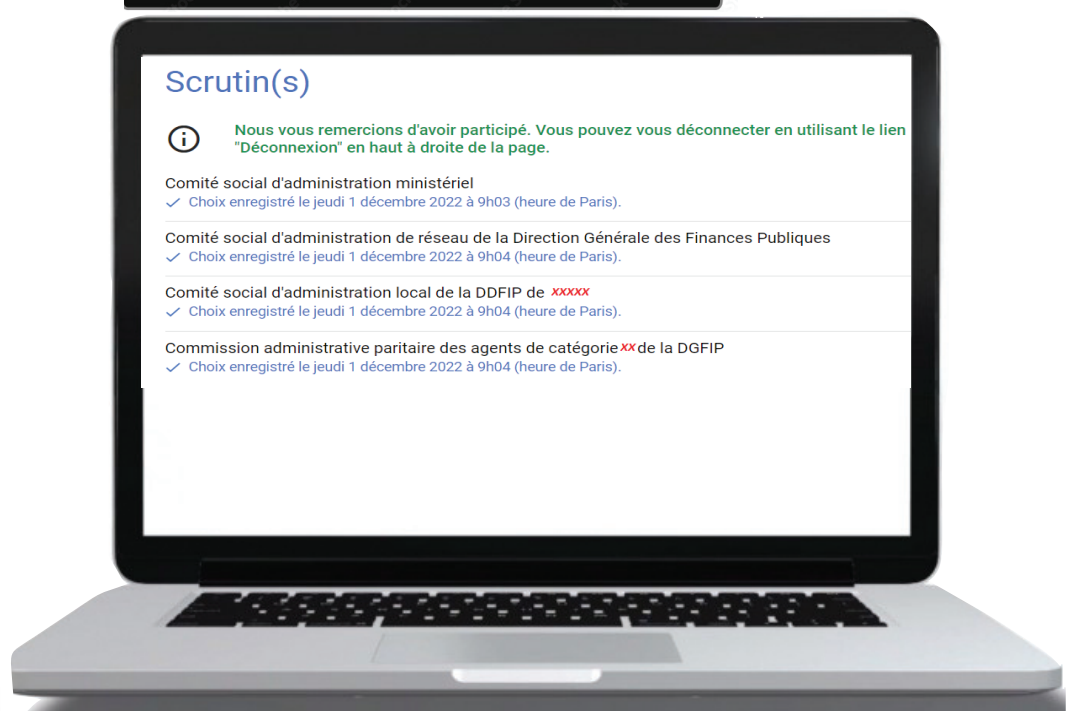 Scrutin(s)
Nous vous remercions d'avoir participé. Vous pouvez vous déconnecter en utilisant le lien
"Déconnexion" en haut à droite de la page.
Comité social d'administration ministériel
Choix enregistré le jeudi 1 décembre 2022 à 9h03 (heure de Paris).
Comité social d'administration de réseau de la Direction Générale des Finances Publiques
Choix enregistré le jeudi 1 décembre 2022 à 9h04 (heure de Paris).
Comité social d'administration local de la DDFIP de xxxxx
Choix enregistré le jeudi 1 décembre 2022 à 9h04 (heure de Paris).
Commission administrative paritaire des agents de catégorie xx de la DGFIP
Choix enregistré le jeudi 1 décembre 2022 à 9h04 (heure de Paris).